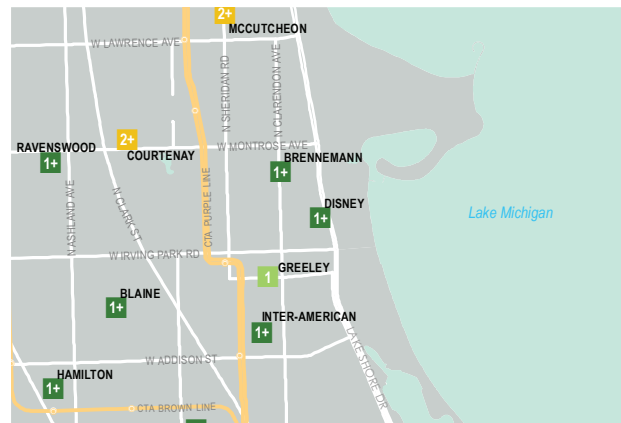 2+
MCCUTCHEON
W LAWRENCE AVE
N SHERIDAN RD
N CLARENDON AVE
2+
RAVENSWOOD
1+
COURTENAY
W MONTROSE AVE
BRENNEMANN
1+
N ASHLAND AVE
N CLARK ST
CTA PURPLE LINE
DISNEY
1+
Lake Michigan
W IRVING PARK RD
GREELEY
1
BLAINE
1+
INTER-AMERICAN
1+
LAKE SHORE DR
W ADDISON ST
HAMILTON
1+
CTA BROWN LINE